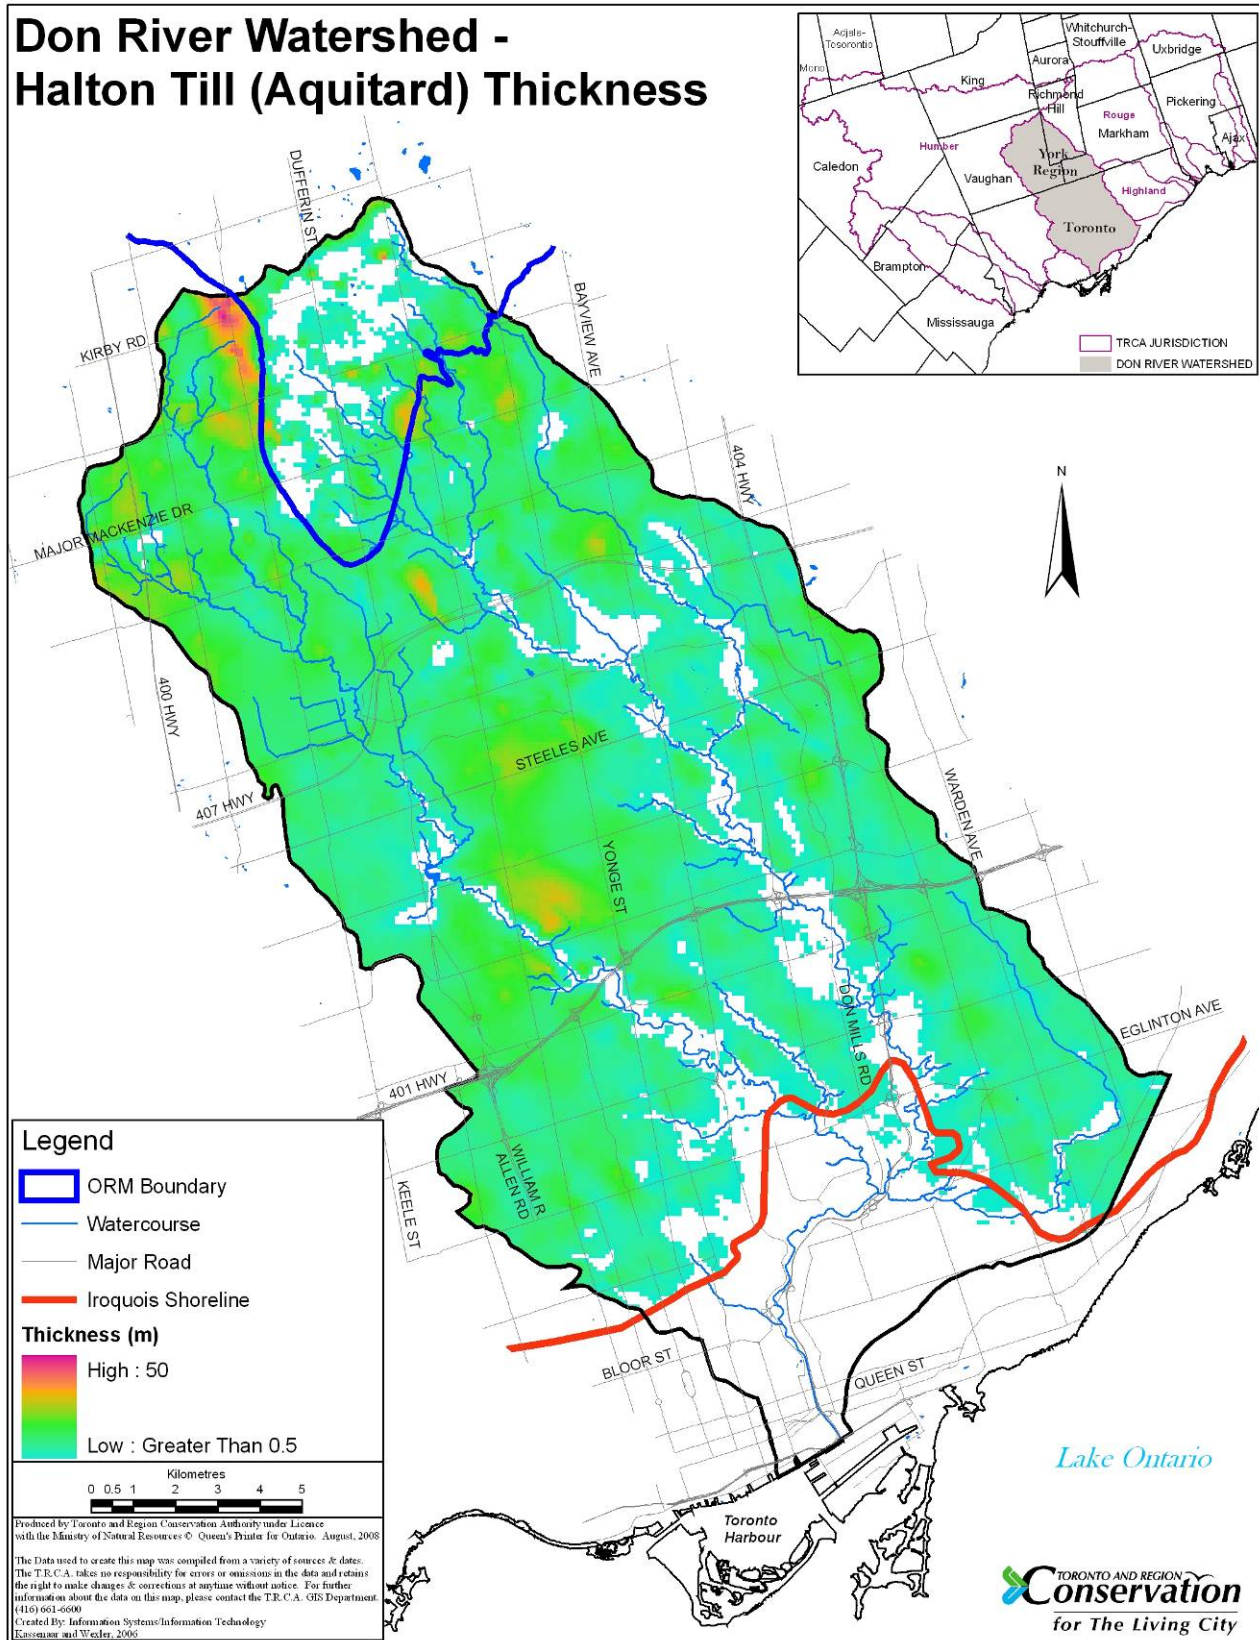 Don River Watershed -
Halton Till (Aquitard) Thickness
Adjala-
Tosorontio
Mono
Whitchurch-
Stouffville
Uxbridge
Aurora
King
Richmond
Hill
Pickering
Rouge
Markham
Ajax
Humber
Caledon
York
Region
Vaughan
Highland
Toronto
Brampton
Mississauga
TRCA JURISDICTION
DON RIVER WATERSHED
DUFFERIN ST
BAYVIEW AVE
KIRBY RD
404 HWY
N
MAJOR MACKENZIE DR
400 HWY
STEELES AVE
407 HWY
WARDEN AVE
YONGE ST
DON MILLS RD
EGLINTON AVE
401 HWY
WILLIAM R
ALLEN RD
KEELE ST
BLOOR ST
QUEEN ST
Lake Ontario
Toronto
Harbour
Legend
ORM Boundary
Watercourse
Major Road
Iroquois Shoreline
Thickness (m)
High : 50
Low : Greater Than 0.5
Kilometres
0 0.5 1 2 3 4 5
Produced by Toronto and Region Conservation Authority under Licence
with the Ministry of Natural Resources © Queen's Printer for Ontario. August, 2008
The Data used to create this map was compiled from a variety of sources & dates.
The T.R.C.A. takes no responsibility for errors or omissions in the data and retains
the right to make changes & corrections at anytime without notice. For further
information about the data on this map, please contact the T.R.C.A. GIS Department.
(416) 661-6600
Created By: Information Systems/Information Technology
Kassenaar and Wexler, 2006
TORONTO AND REGION
Conservation
for The Living City